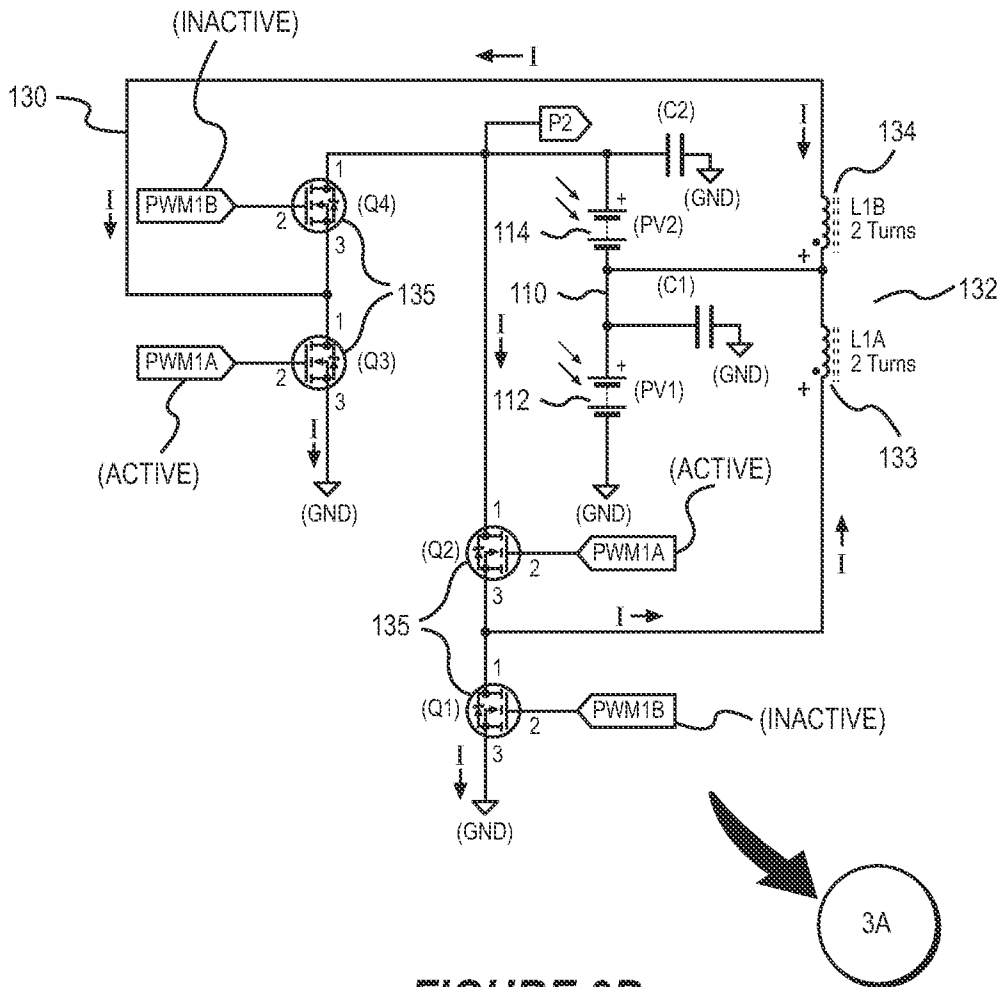 (INACTIVE)
I
130
P2
(C2)
I
134
1
(GND)
I
PWM1B
2
(Q4)
3
+
114
(PV2)
L1B
2 Turns
+
135
110
(C1)
132
1
PWM1A
2
(Q3)
3
I
(GND)
+
112
(PV1)
L1A
2 Turns
+
133
I
(ACTIVE)
(GND)
(GND)
(ACTIVE)
1
(Q2)
2
PWM1A
3
I
135
I
1
(Q1)
2
PWM1B
3
(INACTIVE)
I
(GND)
3A